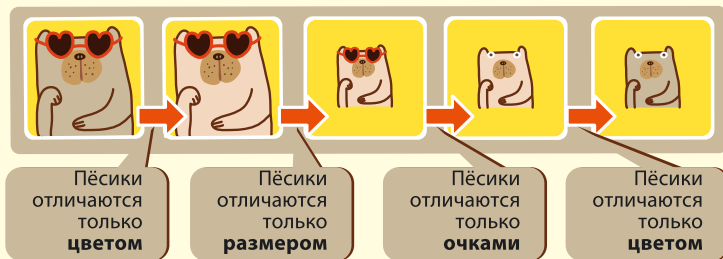 Пёсики
отличаются
только
цветом
Пёсики
отличаются
только
размером
Пёсики
отличаются
только
очками
Пёсики
отличаются
только
цветом